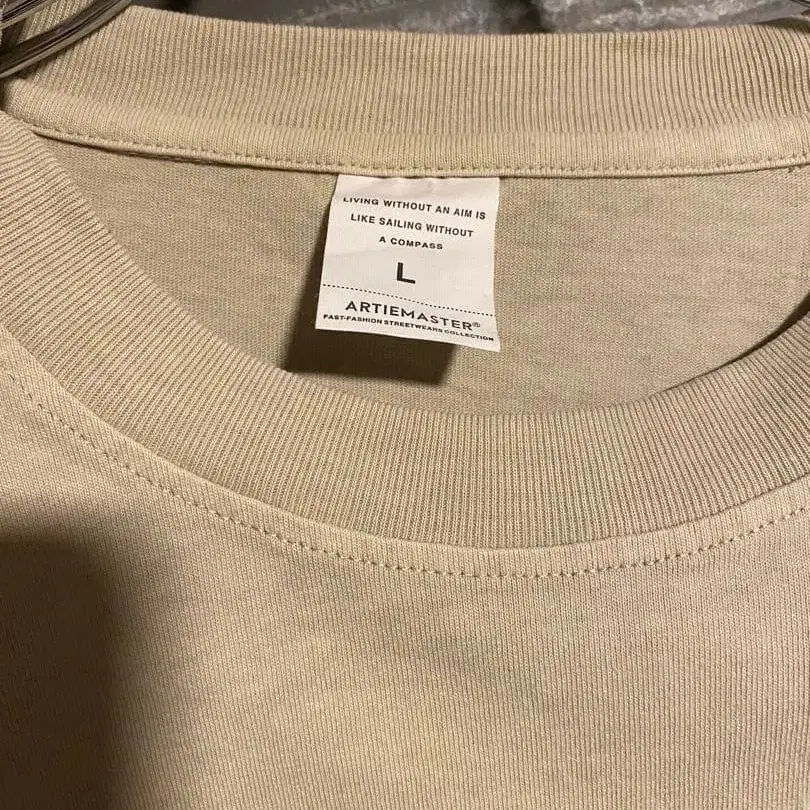 LIVING WITHOUT AN AIM IS
LIKE SAILING WITHOUT
A COMPASS
L
ARTIEMASTER®
FAST-FASHION STREETWEARS COLLECTION